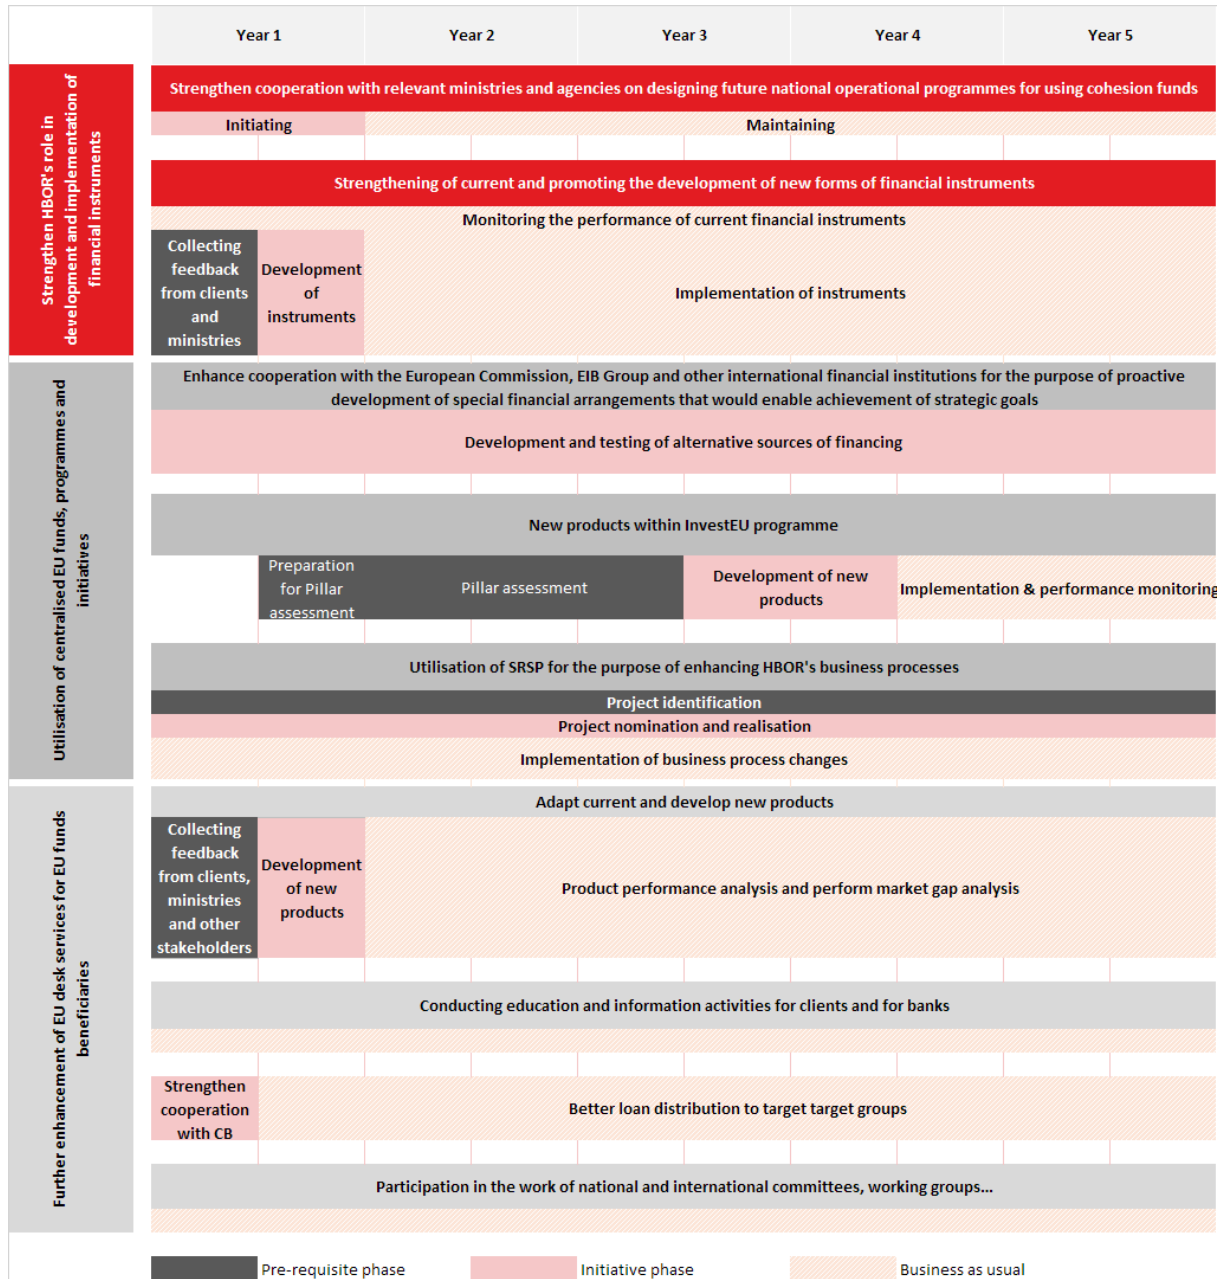 Year 1
Year 2
Year 3
Year 4
Year 5
Strengthen HBOR's role in
development and implementation of
financial instruments
Strengthen cooperation with relevant ministries and agencies on designing future national operational programmes for using cohesion funds
Initiating
Maintaining
Strengthening of current and promoting the development of new forms of financial instruments
Monitoring the performance of current financial instruments
Collecting
feedback
from clients
and
ministries
Development
of
instruments
Implementation of instruments
Utilisation of centralised EU funds, programmes and
initiatives
Enhance cooperation with the European Commission, EIB Group and other international financial institutions for the purpose of proactive
development of special financial arrangements that would enable achievement of strategic goals
Development and testing of alternative sources of financing
New products within InvestEU programme
Preparation
for Pillar
assessment
Pillar assessment
Development of new
products
Implementation & performance monitoring
Utilisation of SRSP for the purpose of enhancing HBOR's business processes
Project identification
Project nomination and realisation
Implementation of business process changes
Further enhancement of EU desk services for EU funds
beneficiaries
Adapt current and develop new products
Collecting
feedback
from clients,
ministries
and other
stakeholders
Development
of new
products
Product performance analysis and perform market gap analysis
Conducting education and information activities for clients and for banks
Strengthen
cooperation
with CB
Better loan distribution to target target groups
Participation in the work of national and international committees, working groups...
Pre-requisite phase
Initiative phase
Business as usual